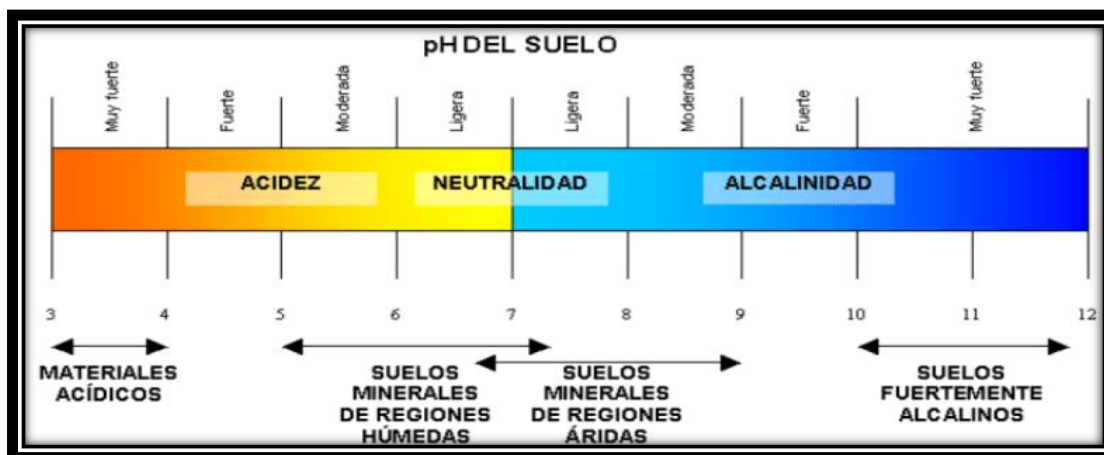 pH DEL SUELO
Muy fuerte
Fuerte
Moderada
Ligera
Ligera
Moderada
Fuerte
Muy fuerte
ACIDEZ
NEUTRALIDAD
ALCALINIDAD
3 4 5 6 7 8 9 10 11 12
MATERIALES
ACÍDICOS
SUELOS
MINERALES
DE REGIONES
HÚMEDAS
SUELOS
MINERALES
DE REGIONES
ÁRIDAS
SUELOS
FUERTEMENTE
ALCALINOS